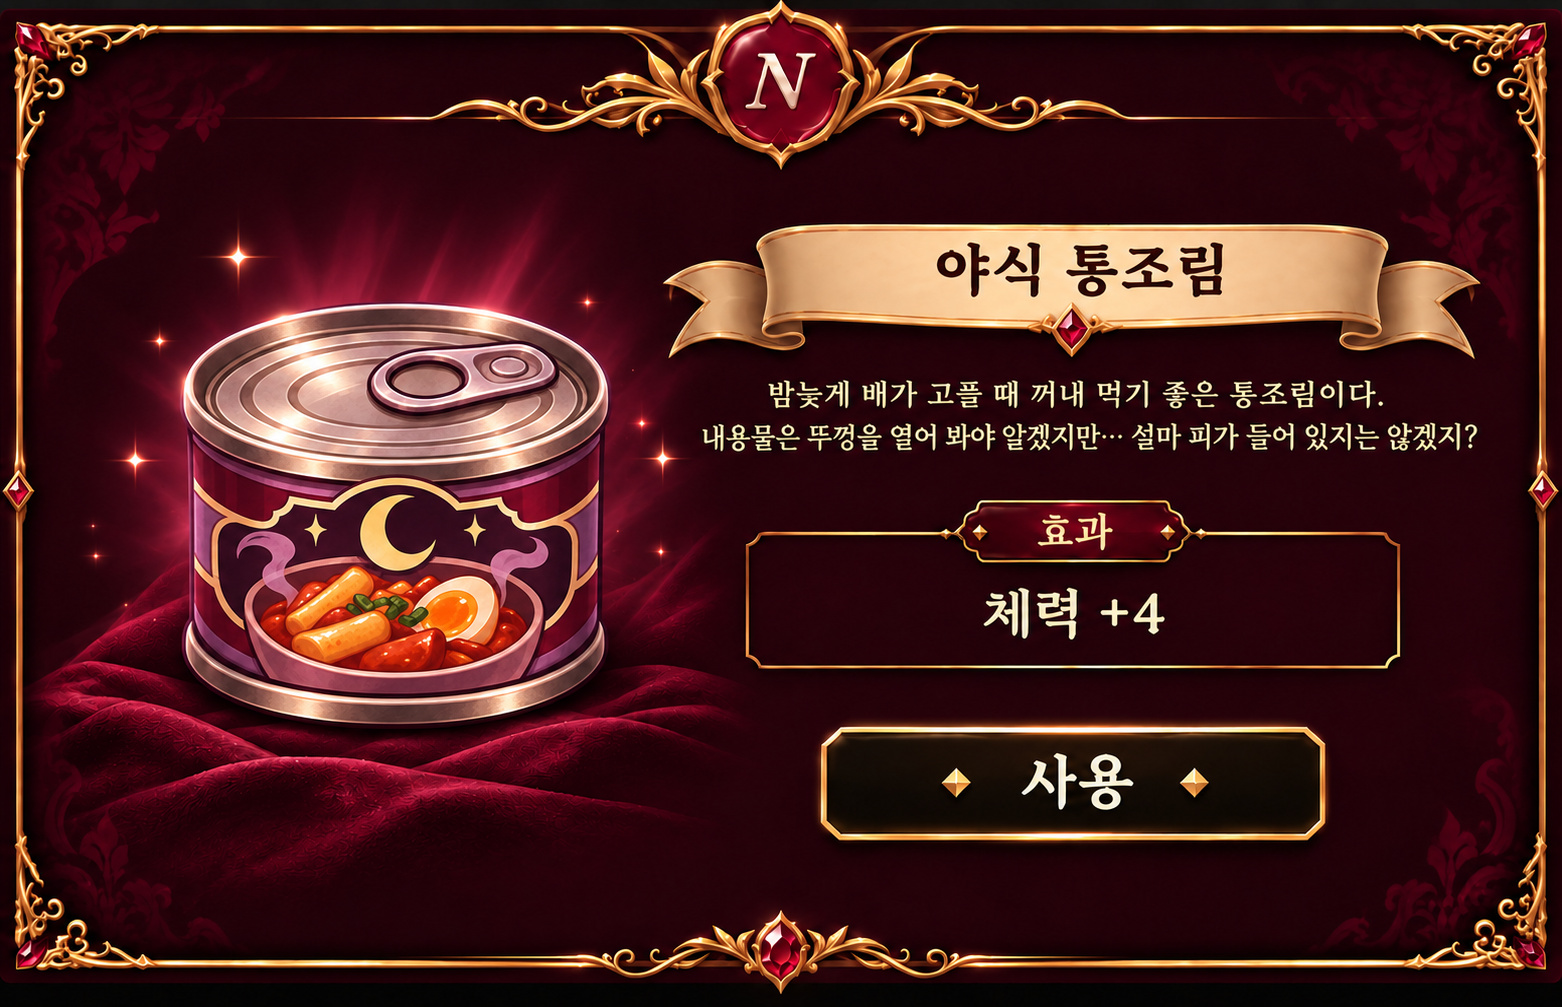 N
야식 통조림
밤늦게 배가 고플 때 꺼내 먹기 좋은 통조림이다.
내용물은 뚜껑을 열어 봐야 알겠지만… 설마 피가 들어 있지는 않겠지?
효과
체력 +4
사용